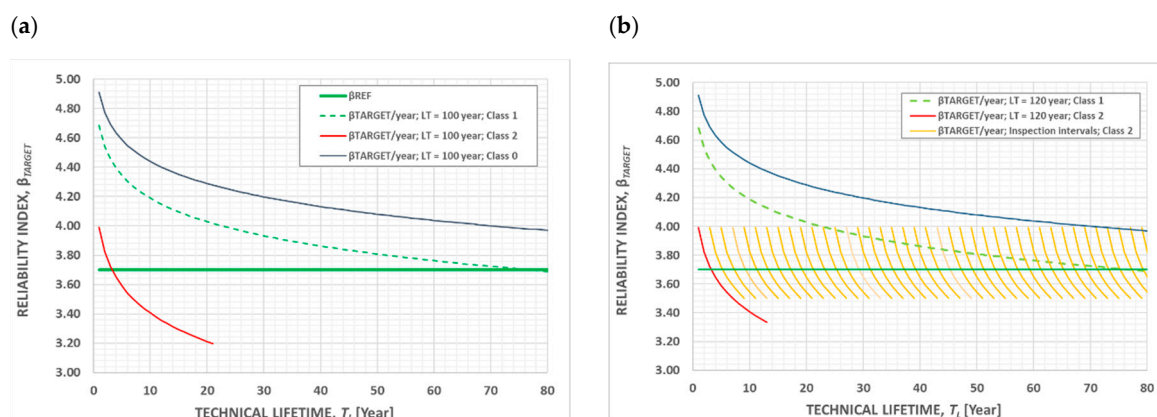 (a)
(b)
5.00
4.80
4.60
4.40
4.20
4.00
3.80
3.60
3.40
3.20
3.00
RELIABILITY INDEX, βTARGET
βREF
βTARGET/year; LT = 100 year; Class 1
βTARGET/year; LT = 100 year; Class 2
βTARGET/year; LT = 100 year; Class 0
0 10 20 30 40 50 60 70 80
TECHNICAL LIFETIME, TL [Year]
5.00
4.80
4.60
4.40
4.20
4.00
3.80
3.60
3.40
3.20
3.00
RELIABILITY INDEX, βTARGET
βTARGET/year; LT = 120 year; Class 1
βTARGET/year; LT = 120 year; Class 2
βTARGET/year; Inspection intervals; Class 2
0 10 20 30 40 50 60 70 80
TECHNICAL LIFETIME, TL [Year]